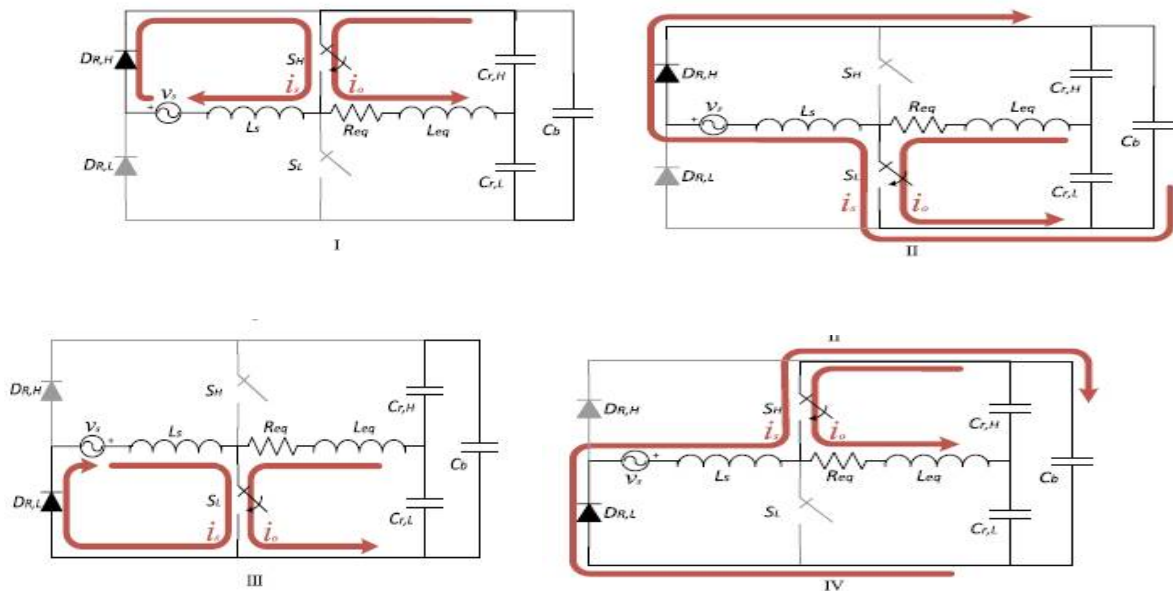 DR,H
SH
Cr,H
vs
+
is
io
Ls
Req
Leq
Cb
DR,L
SL
Cr,L
I
DR,H
SH
Cr,H
vs
+
Ls
Req
Leq
Cb
DR,L
SL
is
io
Cr,L
II
DR,H
SH
Cr,H
vs
+
Ls
Req
Leq
Cb
DR,L
SL
is
io
Cr,L
III
DR,H
SH
is
io
Cr,H
vs
+
Ls
Req
Leq
Cb
DR,L
SL
Cr,L
IV